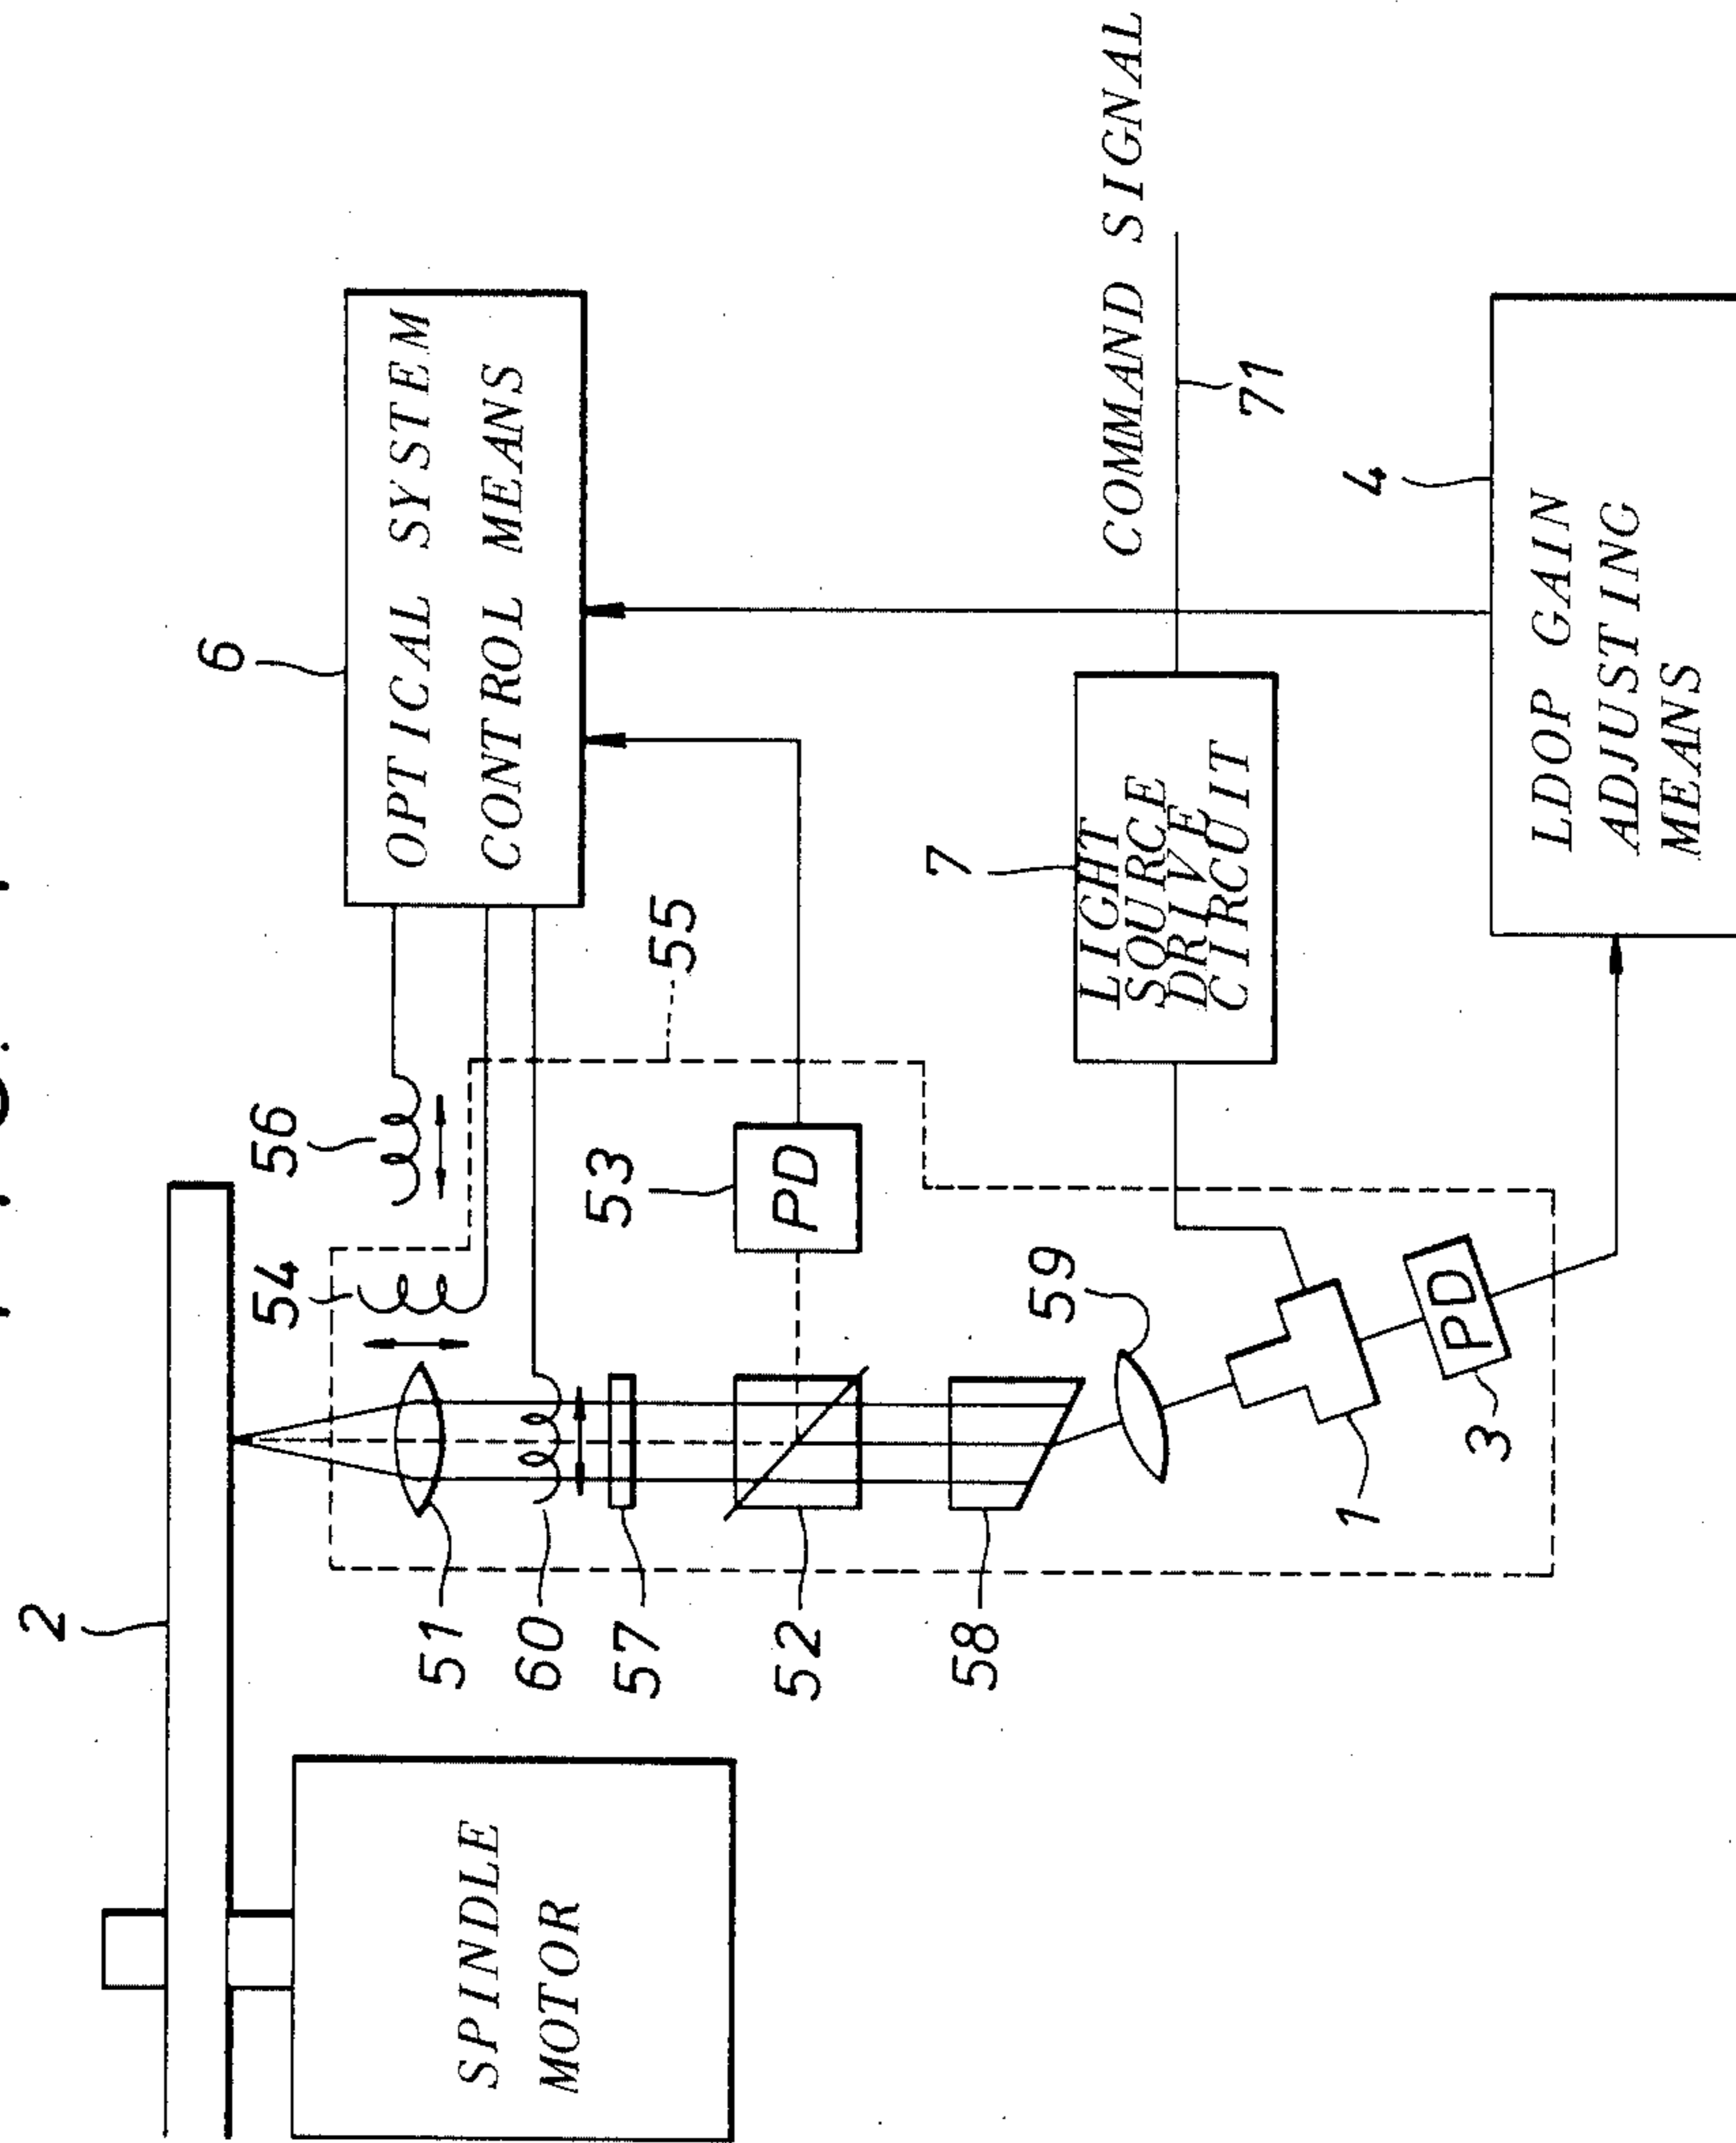 2
6
OPTICAL SYSTEM
CONTROL MEANS
56
54
55
51
60
57
53
PD
52
58
59
7
LIGHT
SOURCE
DRIVE
CIRCUIT
COMMAND SIGNAL
71
SPINDLE
MOTOR
1
PD
3
4
LDOP GAIN
ADJUSTING
MEANS